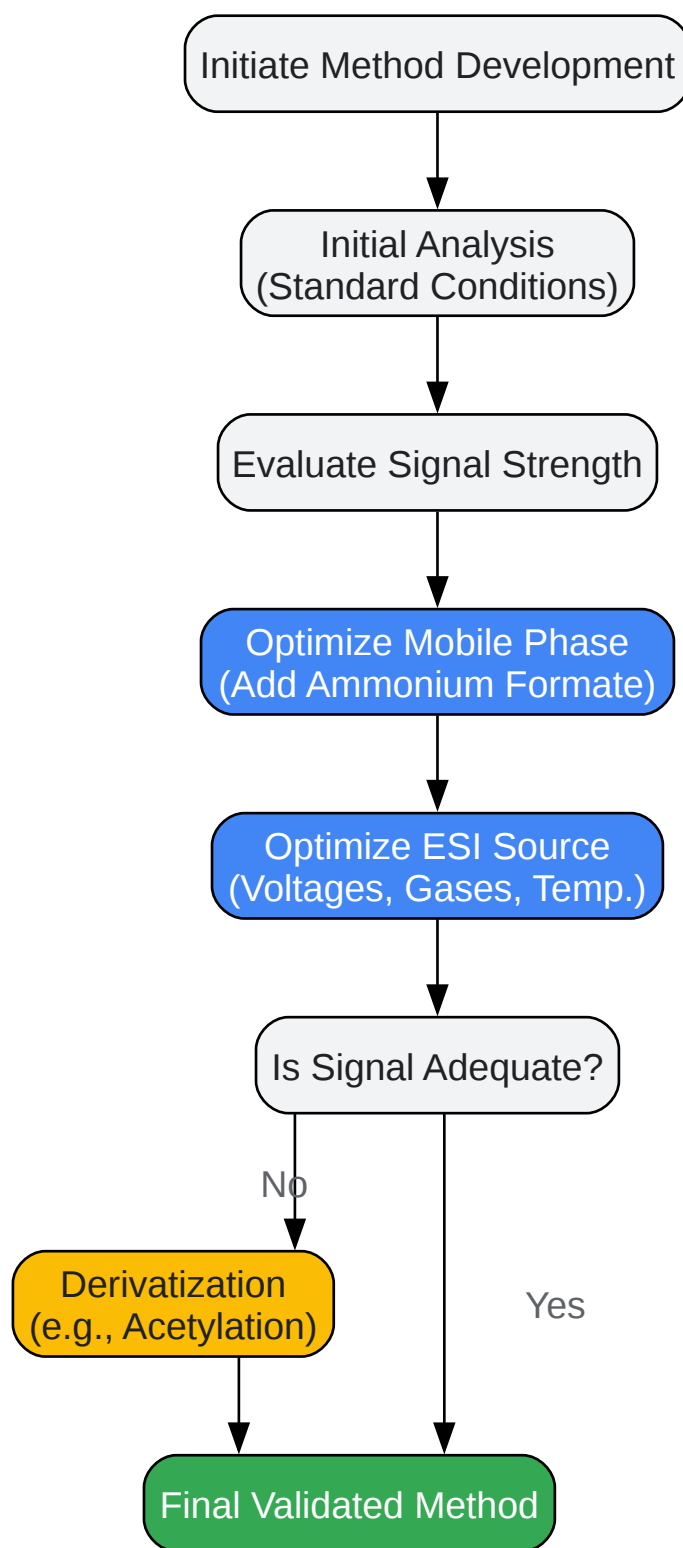 Initiate Method Development
Initial Analysis
(Standard Conditions)
Evaluate Signal Strength
Optimize Mobile Phase
(Add Ammonium Formate)
Optimize ESI Source
(Voltages, Gases, Temp.)
Is Signal Adequate?
No
Derivatization
(e.g., Acetylation)
Yes
Final Validated Method